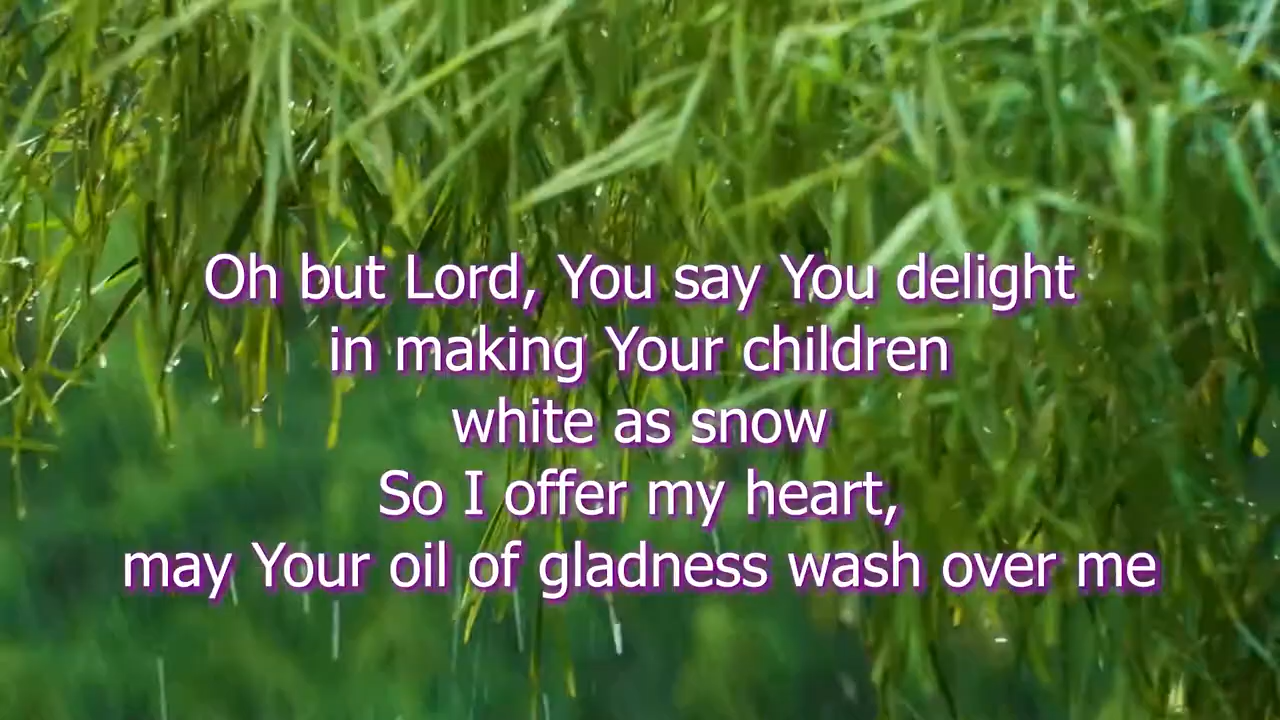 Oh but Lord, You say You delight
in making Your children
white as snow
So I offer my heart,
may Your oil of gladness wash over me